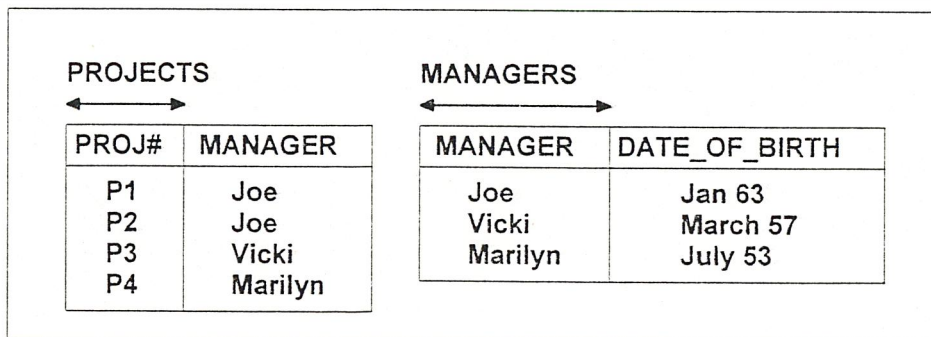 PROJECTS
PROJ# MANAGER
P1 Joe
P2 Joe
P3 Vicki
P4 Marilyn
MANAGERS
MANAGER DATE_OF_BIRTH
Joe Jan 63
Vicki March 57
Marilyn July 53